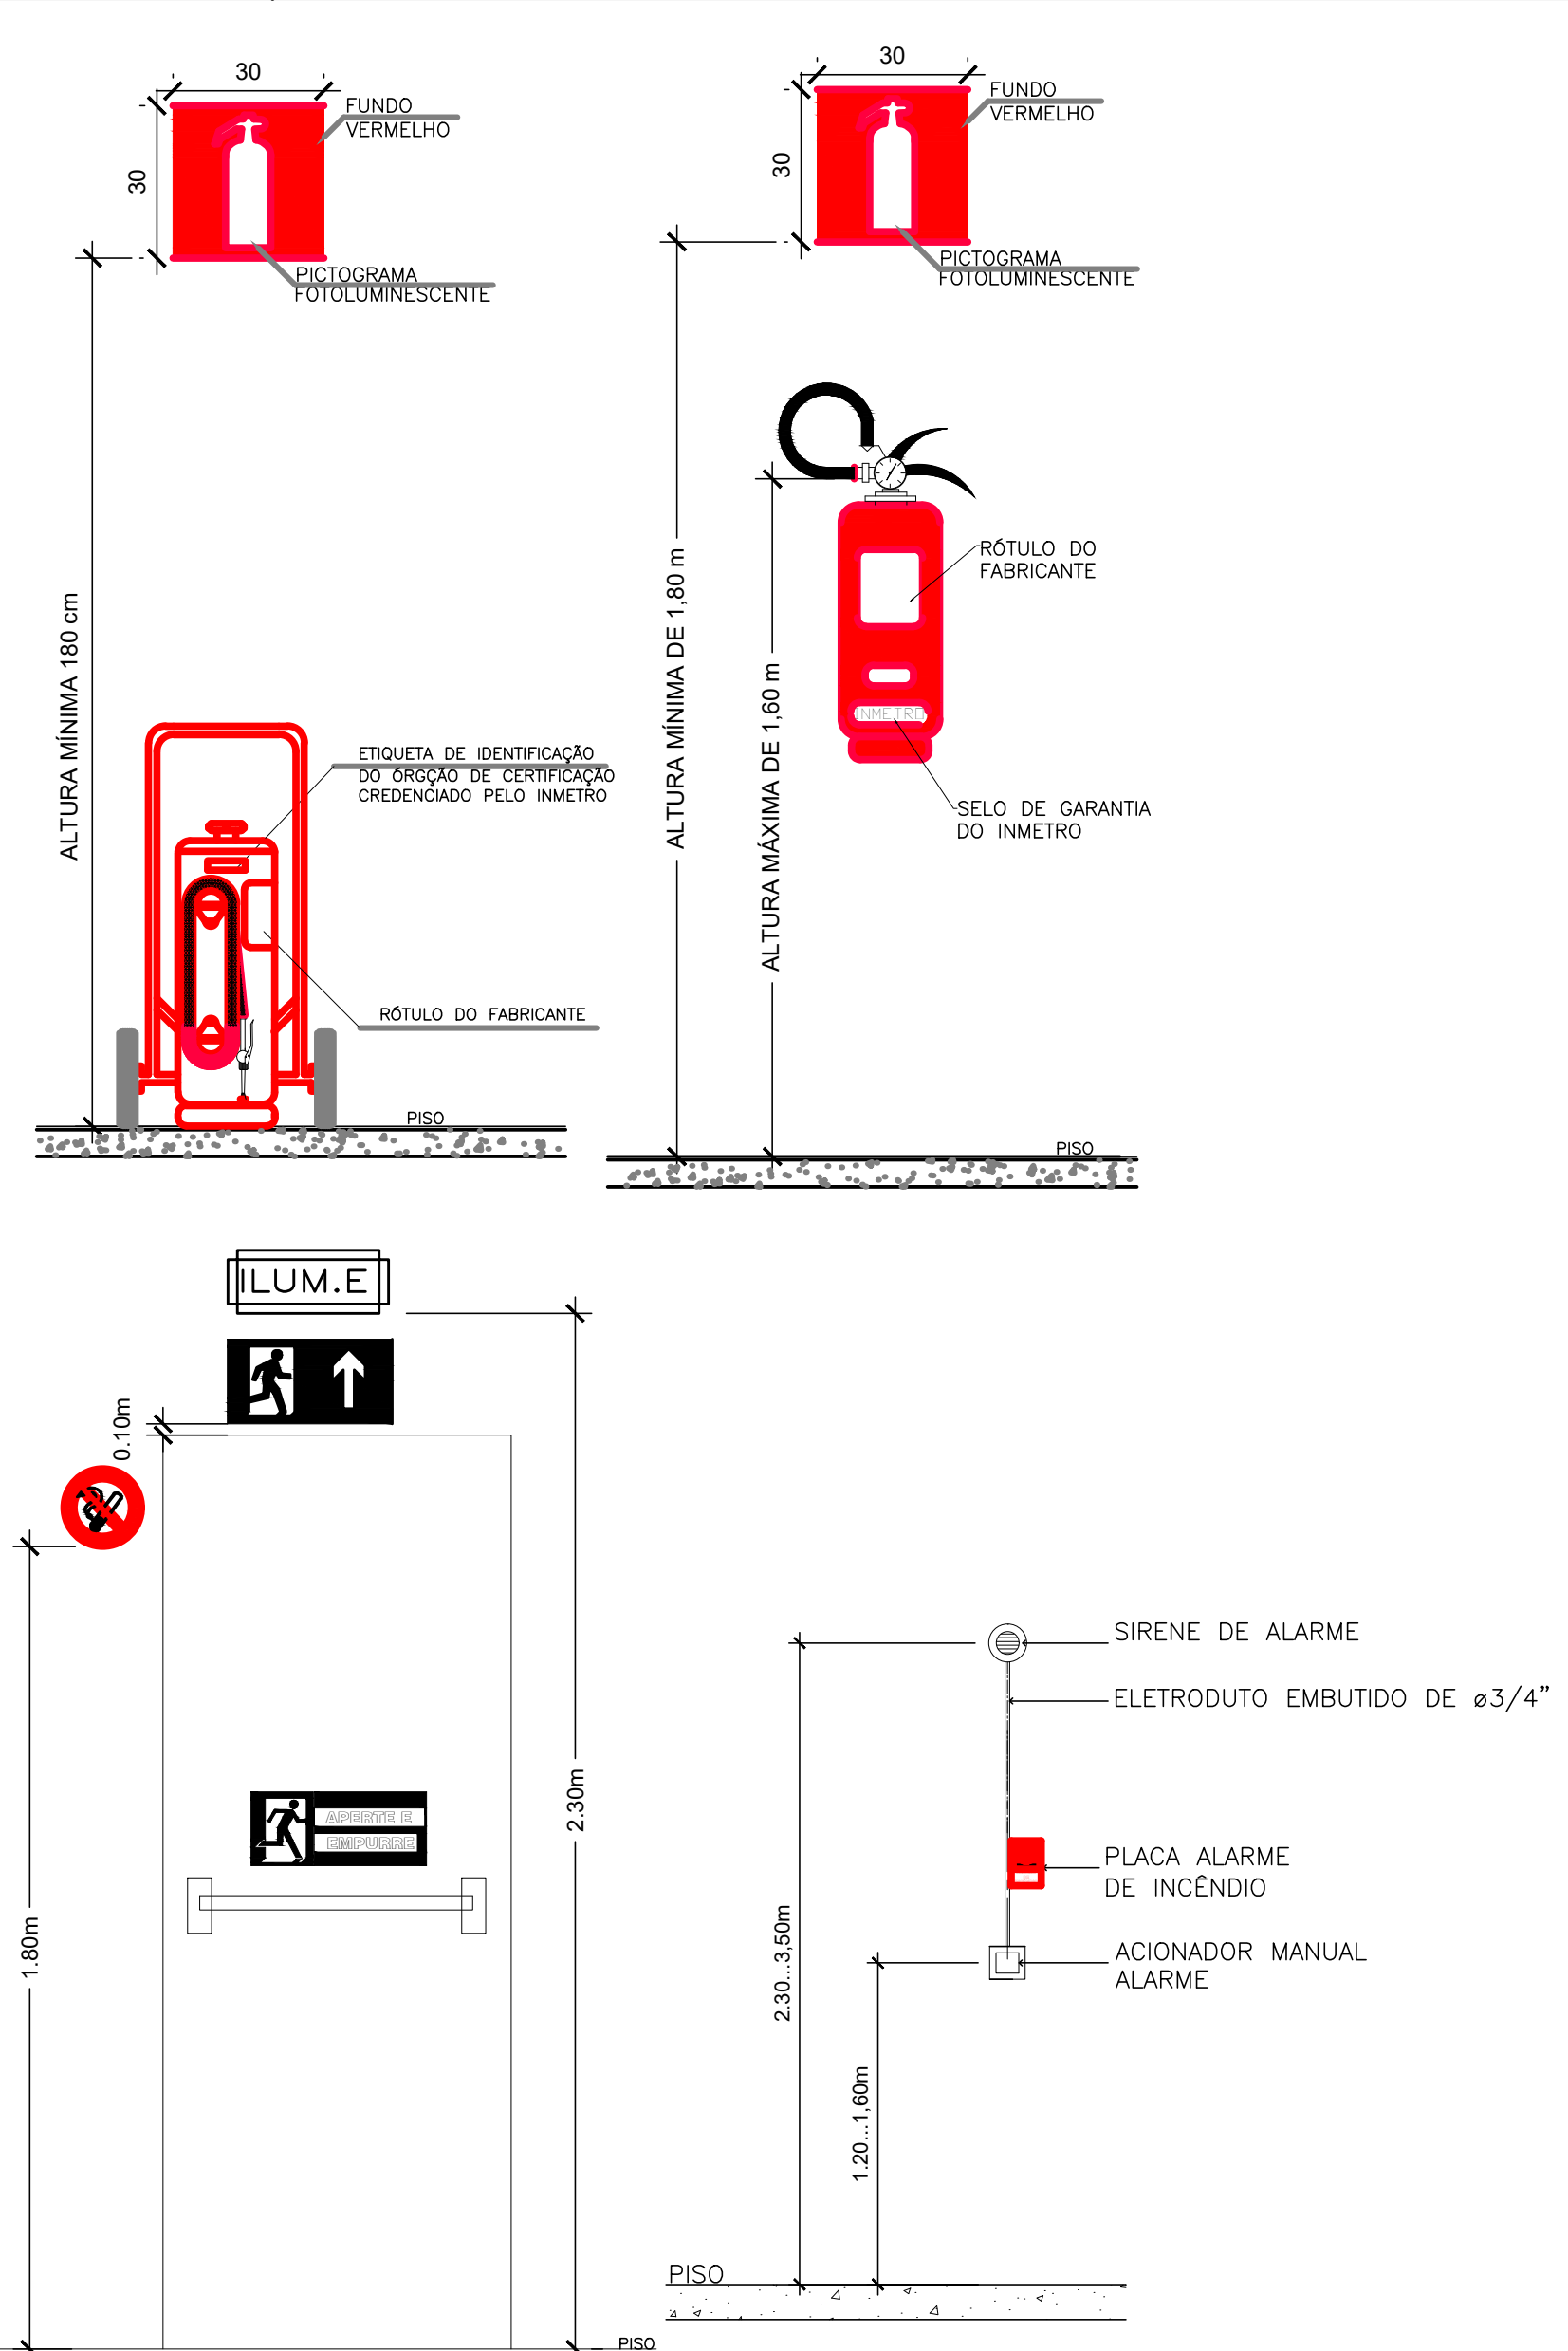 30
FUNDO
VERMELHO
30
PICTOGRAMA
FOTOLUMINESCENTE
ALTURA MÍNIMA 180 cm
ETIQUETA DE IDENTIFICAÇÃO
DO ÓRGÇÃO DE CERTIFICAÇÃO
CREDENCIADO PELO INMETRO
RÓTULO DO FABRICANTE
PISO
30
FUNDO
VERMELHO
30
PICTOGRAMA
FOTOLUMINESCENTE
ALTURA MÍNIMA DE 1,80 m
ALTURA MÁXIMA DE 1,60 m
RÓTULO DO
FABRICANTE
INMETRO
SELO DE GARANTIA
DO INMETRO
PISO
ILUM.E
0.10m
1.80m
2.30m
APERTE E
EMPURRE
PISO
SIRENE DE ALARME
ELETRODUTO EMBUTIDO DE ø3/4”
PLACA ALARME
DE INCÊNDIO
ACIONADOR MANUAL
ALARME
2.30...3,50m
1.20...1,60m
PISO